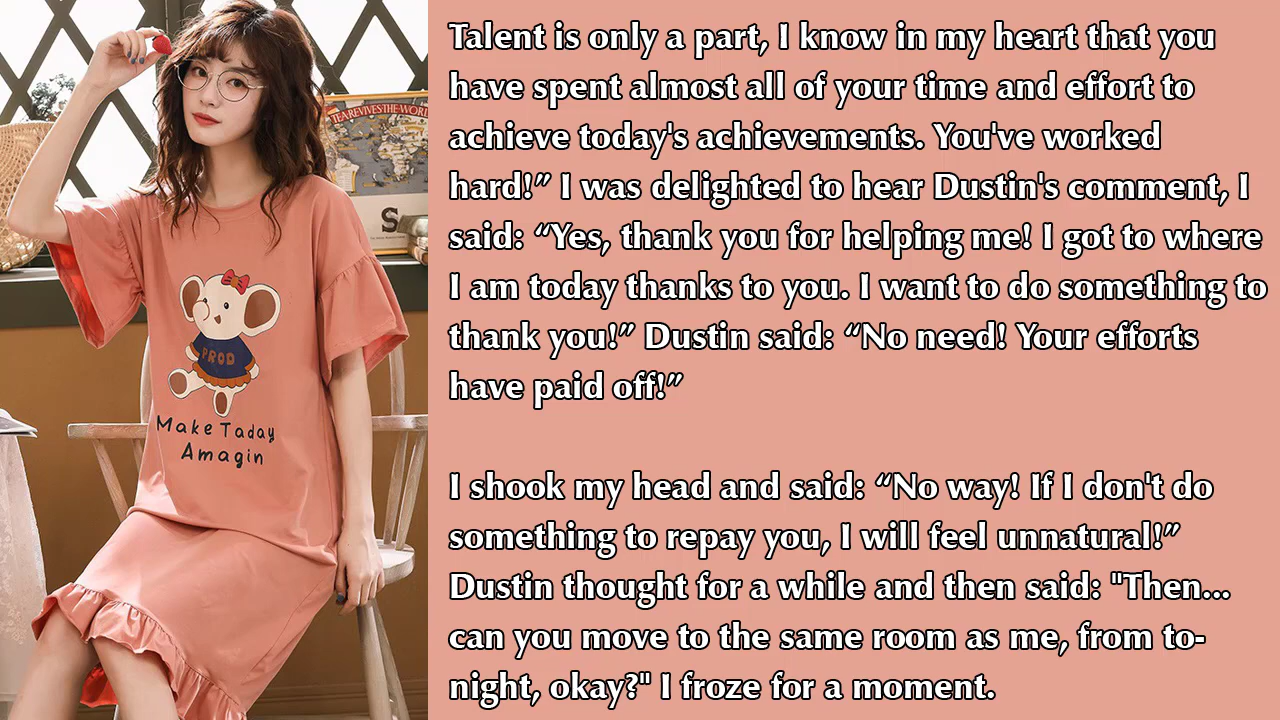 Talent is only a part, I know in my heart that you
have spent almost all of your time and effort to
achieve today's achievements. You've worked
hard!” I was delighted to hear Dustin's comment, I
said: “Yes, thank you for helping me! I got to where
I am today thanks to you. I want to do something to
thank you!” Dustin said: “No need! Your efforts
have paid off!”
I shook my head and said: “No way! If I don't do
something to repay you, I will feel unnatural!”
Dustin thought for a while and then said: "Then...
can you move to the same room as me, from to-
night, okay?" I froze for a moment.
TEA REVIVES THE WORLD
S
FROD
Make Taday
Amagin